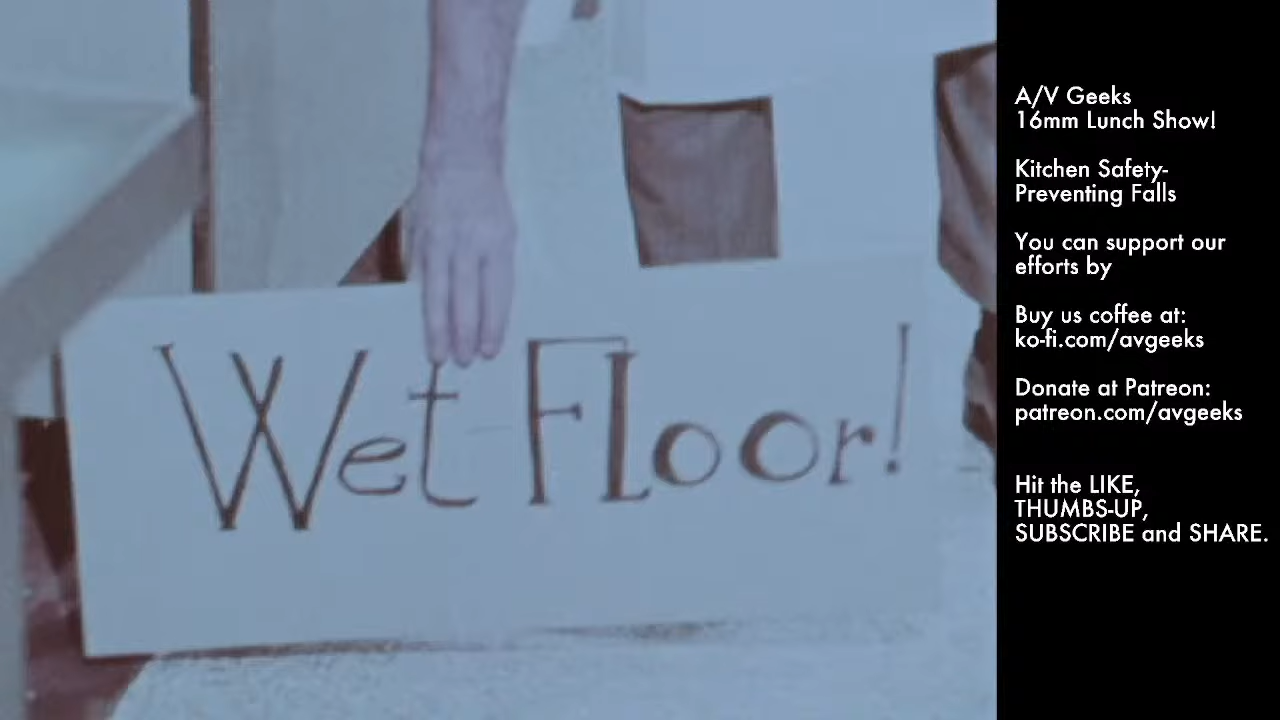 Wet Floor!
A/V Geeks
16mm Lunch Show!
Kitchen Safety-
Preventing Falls
You can support our
efforts by
Buy us coffee at:
ko-fi.com/avgeeks
Donate at Patreon:
patreon.com/avgeeks
Hit the LIKE,
THUMBS-UP,
SUBSCRIBE and SHARE.